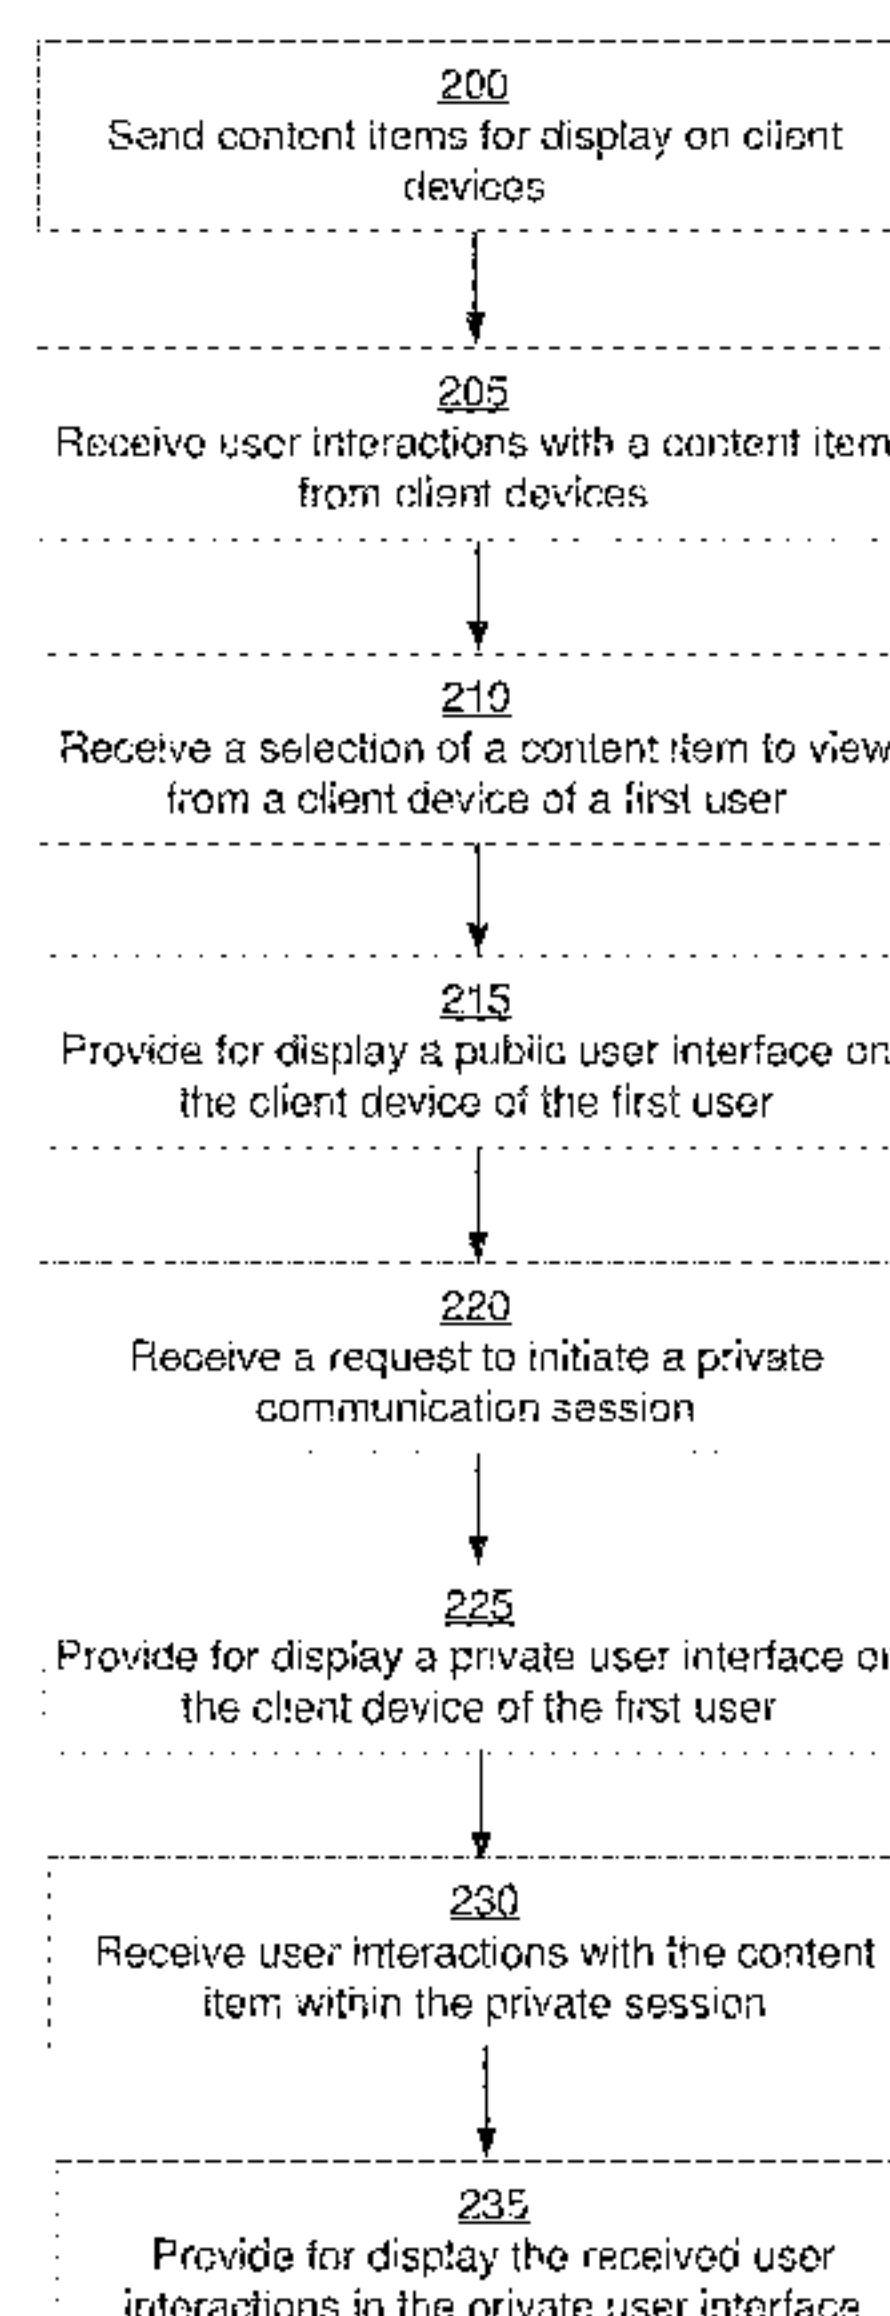 200
Send content items for display on client
devices
205
Receive user interactions with a content item
from client devices
210
Receive a selection of a content item to view
from a client device of a first user
215
Provide for display a public user interface on
the client device of the first user
220
Receive a request to initiate a private
communication session
225
Provide for display a private user interface on
the client device of the first user
230
Receive user interactions with the content
item within the private session
235
Provide for display the received user
interactions in the private user interface